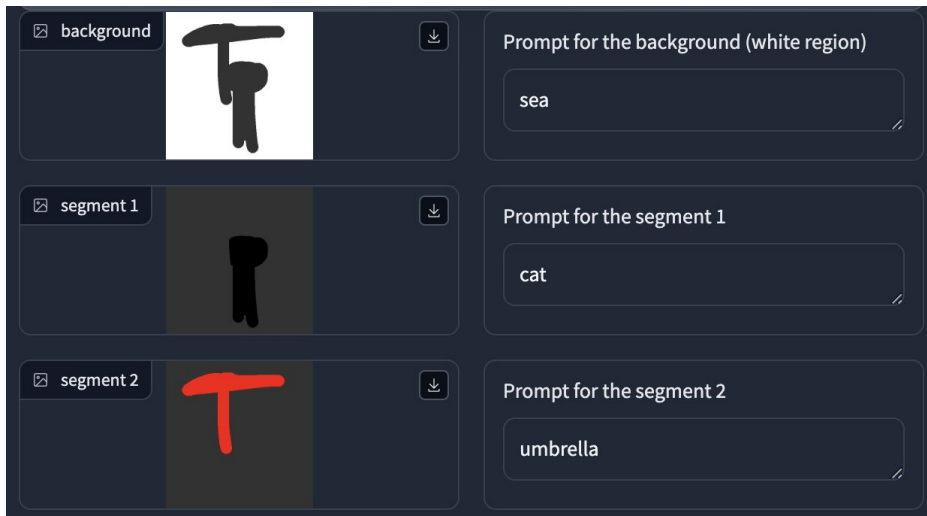 background
Prompt for the background (white region)
sea
segment 1
Prompt for the segment 1
cat
segment 2
Prompt for the segment 2
umbrella